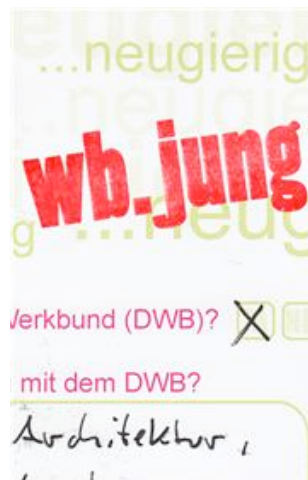 ...neugierig
wb.jung
...neug
Werkbund (DWB)?
mit dem DWB?
Architektur,